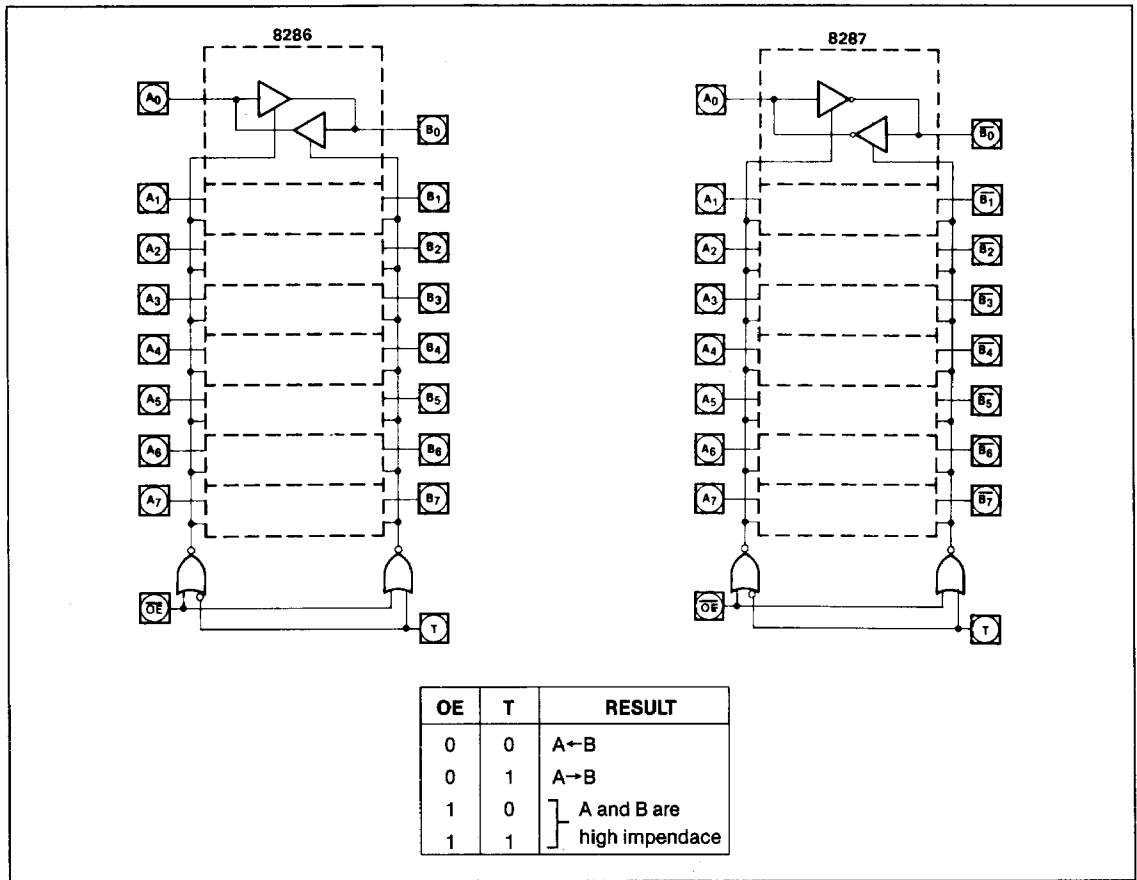 8286
A0
B0
A1
B1
A2
B2
A3
B3
A4
B4
A5
B5
A6
B6
A7
B7
OE
T
8287
A0
B0
A1
B1
A2
B2
A3
B3
A4
B4
A5
B5
A6
B6
A7
B7
OE
T
OE T RESULT
0 0 A←B
0 1 A→B
1 0 A and B are
1 1 high impendace